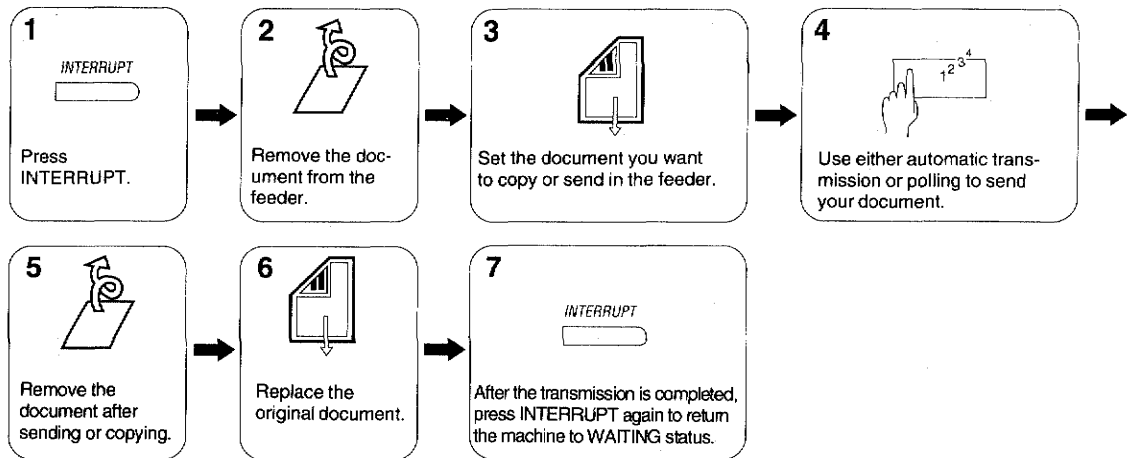 1
INTERRUPT
Press
INTERRUPT.
2
Remove the doc-
ument from the
feeder.
3
Set the document you want
to copy or send in the feeder.
4
1 2 3 4
Use either automatic trans-
mission or polling to send
your document.
5
Remove the
document after
sending or copying.
6
Replace the
original document.
7
INTERRUPT
After the transmission is completed,
press INTERRUPT again to return
the machine to WAITING status.